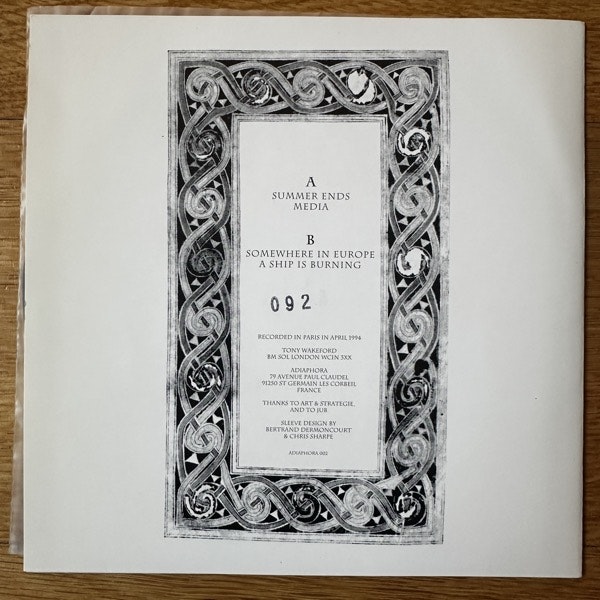 A
SUMMER ENDS
MEDIA
B
SOMEWHERE IN EUROPE
A SHIP IS BURNING
092
RECORDED IN PARIS IN APRIL 1994
TONY WAKEFORD
BM SOL LONDON WC1N 3XX
ADIAPHORA
79 AVENUE PAUL CLAUDEL
91250 ST GERMAIN LES CORBEIL
FRANCE
THANKS TO ART & STRATEGIE,
AND TO JUB
SLEEVE DESIGN BY
BERTRAND DERMONCOURT
& CHRIS SHARPE
ADIAPHORA 002